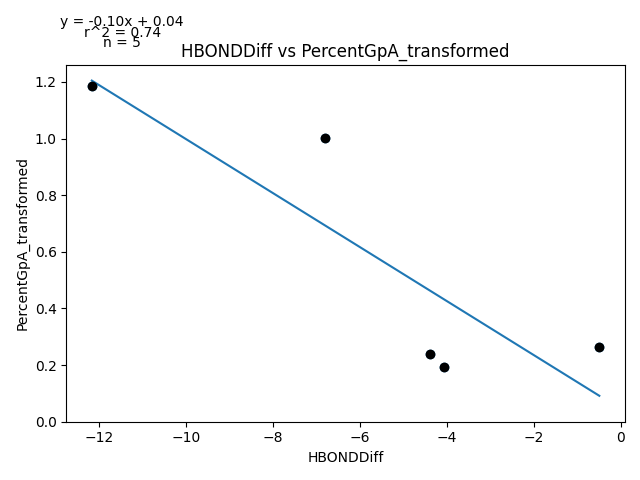 y = -0.10x + 0.04
r^2 = 0.74
n = 5
HBONDDiff vs PercentGpA_transformed
PercentGpA_transformed
1.2
1.0
0.8
0.6
0.4
0.2
0.0
−12
−10
−8
−6
−4
−2
0
HBONDDiff